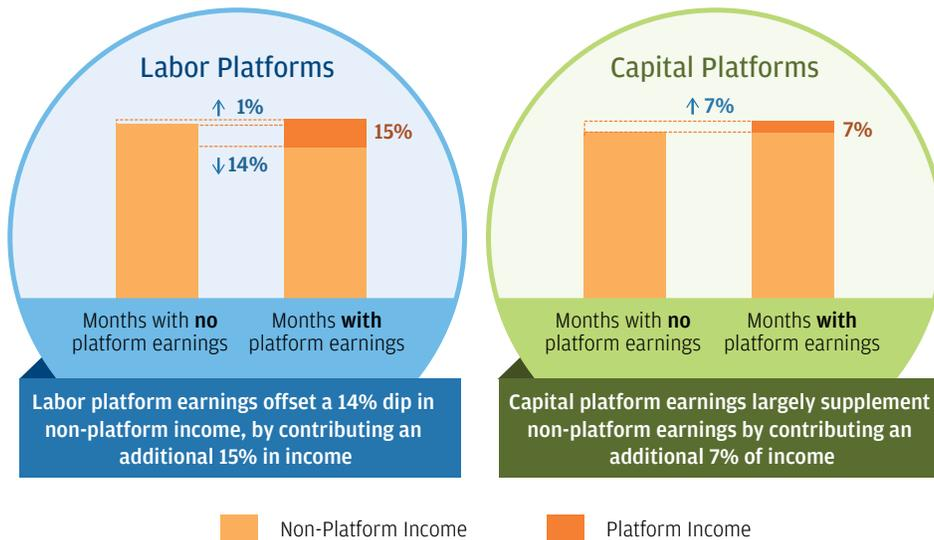 Labor Platforms
↑ 1%
15%
↓14%
Months with no
platform earnings
Months with
platform earnings
Labor platform earnings offset a 14% dip in
non-platform income, by contributing an
additional 15% in income
Capital Platforms
↑ 7%
7%
Months with no
platform earnings
Months with
platform earnings
Capital platform earnings largely supplement
non-platform earnings by contributing an
additional 7% of income
Non-Platform Income
Platform Income